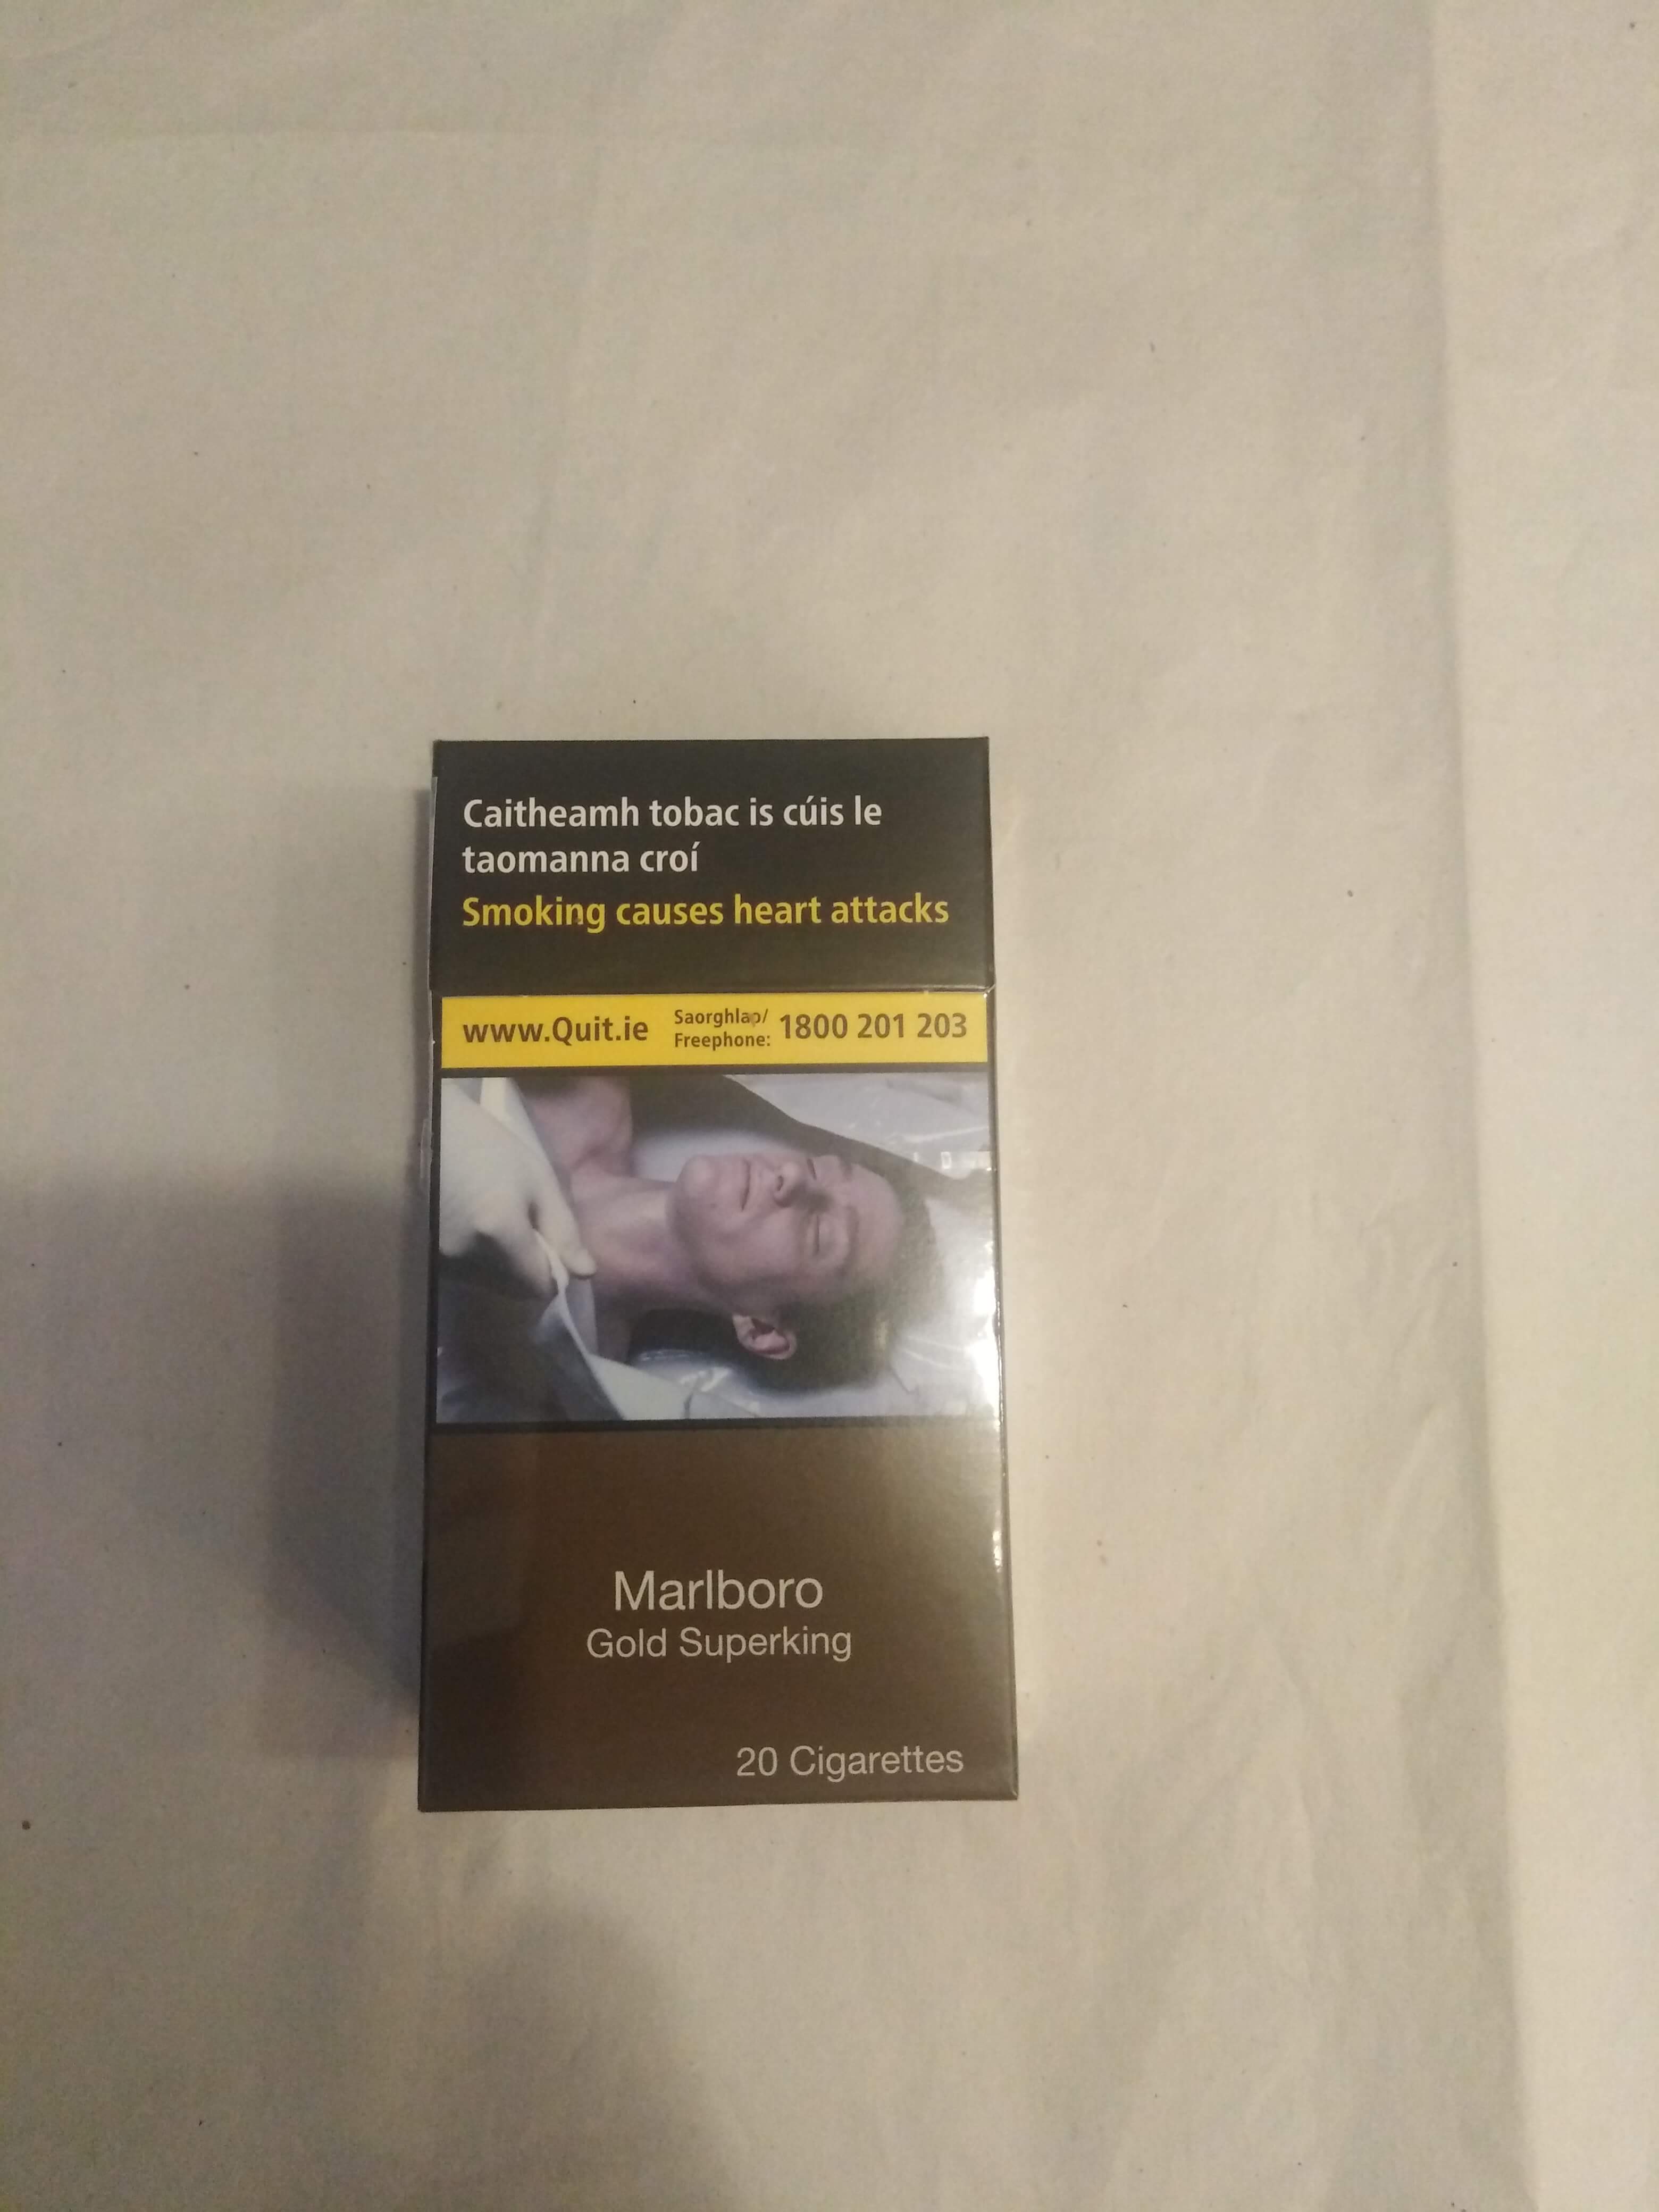 Caitheamh tobac is cúis le
taomanna croí
Smoking causes heart attacks
www.Quit.ie
Saorghlao/
Freephone:
1800 201 203
Marlboro
Gold Superking
20 Cigarettes